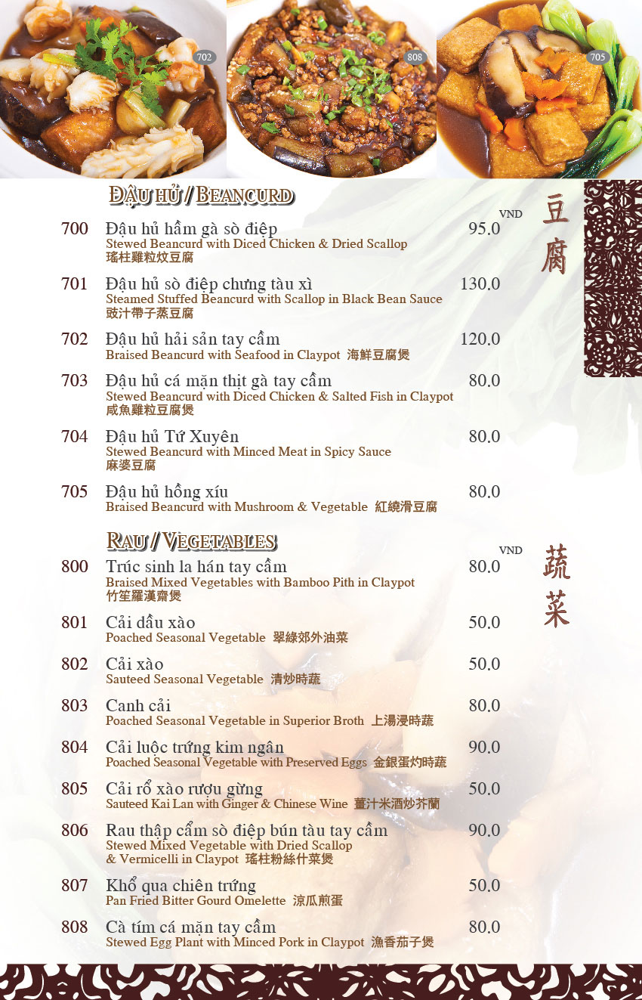 702
808
705
ĐẬU HỦ / BEANCURD
豆腐
VND
700 Đậu hủ hầm gà sò điệp 95.0
Stewed Beancurd with Diced Chicken & Dried Scallop
瑤柱雞粒炆豆腐
701 Đậu hủ sò điệp chưng tàu xì 130.0
Steamed Stuffed Beancurd with Scallop in Black Bean Sauce
豉汁帶子蒸豆腐
702 Đậu hủ hải sản tay cầm 120.0
Braised Beancurd with Seafood in Claypot 海鮮豆腐煲
703 Đậu hủ cá mặn thịt gà tay cầm 80.0
Stewed Beancurd with Diced Chicken & Salted Fish in Claypot
咸魚雞粒豆腐煲
704 Đậu hủ Tứ Xuyên 80.0
Stewed Beancurd with Minced Meat in Spicy Sauce
麻婆豆腐
705 Đậu hủ hồng xíu 80.0
Braised Beancurd with Mushroom & Vegetable 紅繞滑豆腐
RAU / VEGETABLES
蔬菜
VND
800 Trúc sinh la hán tay cầm 80.0
Braised Mixed Vegetables with Bamboo Pith in Claypot
竹笙羅漢齋煲
801 Cải dầu xào 50.0
Poached Seasonal Vegetable 翠綠郊外油菜
802 Cải xào 50.0
Sauteed Seasonal Vegetable 清炒時蔬
803 Canh cải 80.0
Poached Seasonal Vegetable in Superior Broth 上湯浸時蔬
804 Cải luộc trứng kim ngân 90.0
Poached Seasonal Vegetable with Preserved Eggs 金銀蛋灼時蔬
805 Cải rổ xào rượu gừng 50.0
Sauteed Kai Lan with Ginger & Chinese Wine 薑汁米酒炒芥蘭
806 Rau thập cẩm sò điệp bún tàu tay cầm 90.0
Stewed Mixed Vegetable with Dried Scallop
& Vermicelli in Claypot 瑤柱粉絲什菜煲
807 Khổ qua chiên trứng 50.0
Pan Fried Bitter Gourd Omelette 涼瓜煎蛋
808 Cà tím cá mặn tay cầm 80.0
Stewed Egg Plant with Minced Pork in Claypot 漁香茄子煲